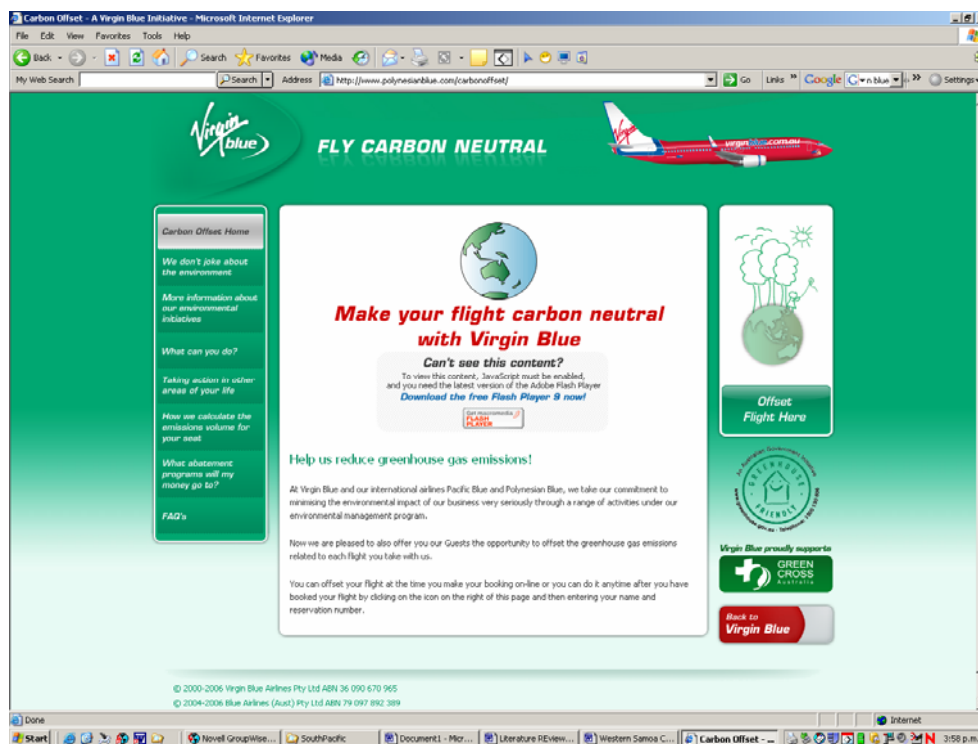 Carbon Offset - A Virgin Blue Initiative - Microsoft Internet Explorer
File Edit View Favorites Tools Help
Back Search Favorites Media
My Web Search Search Address http://www.polynesianblue.com/carbonoffset/ Go Links » Google blue » Settings
Virgin blue
FLY CARBON NEUTRAL
Virgin
virginblue.com.au
Carbon Offset Home
We don't joke about
the environment
More information about
our environmental
initiatives
What can you do?
Taking action in other
areas of your life
How we calculate the
emissions volume for
your seat
What abatement
programs will my
money go to?
FAQ's
Make your flight carbon neutral
with Virgin Blue
Can't see this content?
To view this content, JavaScript must be enabled,
and you need the latest version of the Adobe Flash Player
Download the free Flash Player 9 now!
Get macromedia
FLASH
PLAYER
Help us reduce greenhouse gas emissions!
At Virgin Blue and our international airlines Pacific Blue and Polynesian Blue, we take our commitment to
minimising the environmental impact of our business very seriously through a range of activities under our
environmental management program.
Now we are pleased to also offer you our Guests the opportunity to offset the greenhouse gas emissions
related to each flight you take with us.
You can offset your flight at the time you make your booking on-line or you can do it anytime after you have
booked your flight by clicking on the icon on the right of this page and then entering your name and
reservation number.
Offset
Flight Here
An Australian Government Initiative
GREENHOUSE
FRIENDLY
Virgin Blue proudly supports
GREEN
CROSS
Australia
Back to
Virgin Blue
© 2000-2006 Virgin Blue Airlines Pty Ltd ABN 36 090 670 965
© 2004-2006 Blue Airlines (Aust) Pty Ltd ABN 79 097 892 389
Done Internet
Start Novell GroupWise... SouthPacific Document1 - Micr... Literature REview... Western Samoa C... Carbon Offset - ... 3:58 p.m.